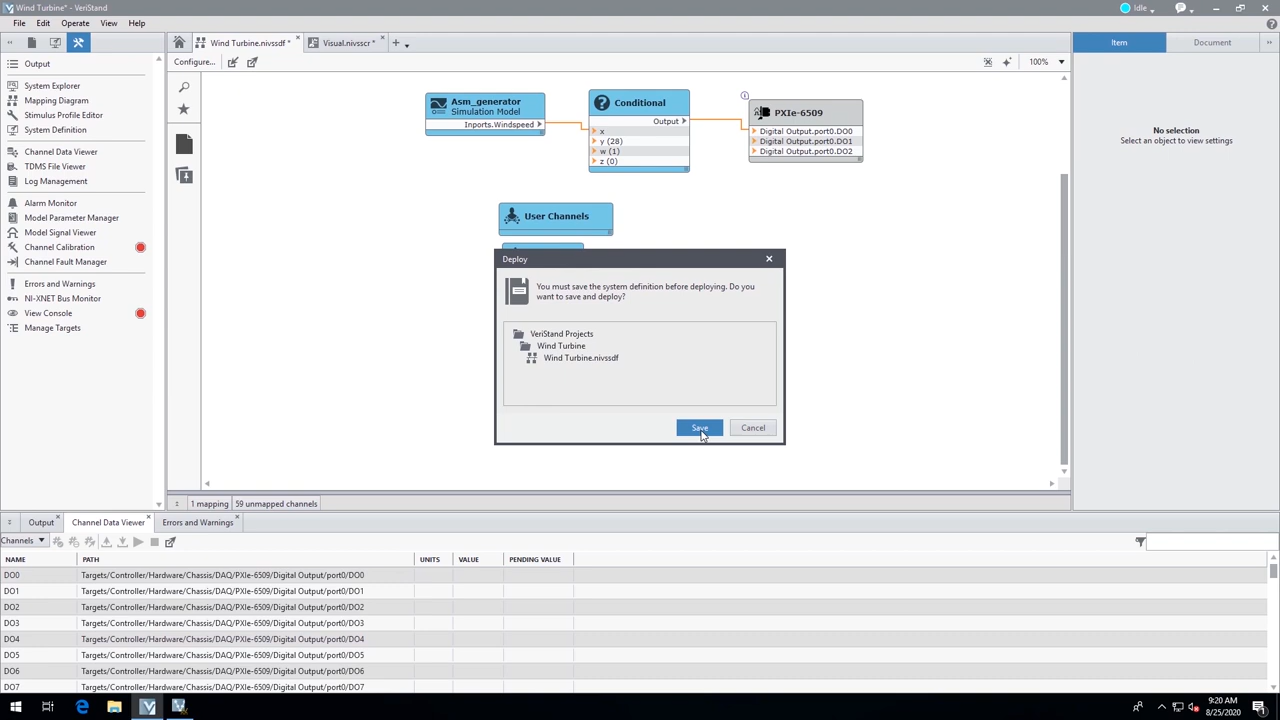 Wind Turbine* - VeriStand
Idle
File Edit Operate View Help
Wind Turbine.nivssdf *
Visual.nivsscr *
Item
Document
Output
Configure...
100%
System Explorer
Mapping Diagram
Stimulus Profile Editor
System Definition
Channel Data Viewer
TDMS File Viewer
Log Management
Alarm Monitor
Model Parameter Manager
Model Signal Viewer
Channel Calibration
Channel Fault Manager
Errors and Warnings
NI-XNET Bus Monitor
View Console
Manage Targets
Asm_generator
Simulation Model
Inports.Windspeed
Conditional
Output
x
y (28)
w (1)
z (0)
PXIe-6509
Digital Output.port0.DO0
Digital Output.port0.DO1
Digital Output.port0.DO2
User Channels
No selection
Select an object to view settings
Deploy
You must save the system definition before deploying. Do you
want to save and deploy?
VeriStand Projects
Wind Turbine
Wind Turbine.nivssdf
Save
Cancel
1 mapping 59 unmapped channels
Output
Channel Data Viewer
Errors and Warnings
Channels
NAME PATH UNITS VALUE PENDING VALUE
DO0 Targets/Controller/Hardware/Chassis/DAQ/PXIe-6509/Digital Output/port0/DO0
DO1 Targets/Controller/Hardware/Chassis/DAQ/PXIe-6509/Digital Output/port0/DO1
DO2 Targets/Controller/Hardware/Chassis/DAQ/PXIe-6509/Digital Output/port0/DO2
DO3 Targets/Controller/Hardware/Chassis/DAQ/PXIe-6509/Digital Output/port0/DO3
DO4 Targets/Controller/Hardware/Chassis/DAQ/PXIe-6509/Digital Output/port0/DO4
DO5 Targets/Controller/Hardware/Chassis/DAQ/PXIe-6509/Digital Output/port0/DO5
DO6 Targets/Controller/Hardware/Chassis/DAQ/PXIe-6509/Digital Output/port0/DO6
DO7 Targets/Controller/Hardware/Chassis/DAQ/PXIe-6509/Digital Output/port0/DO7
9:20 AM
8/25/2020